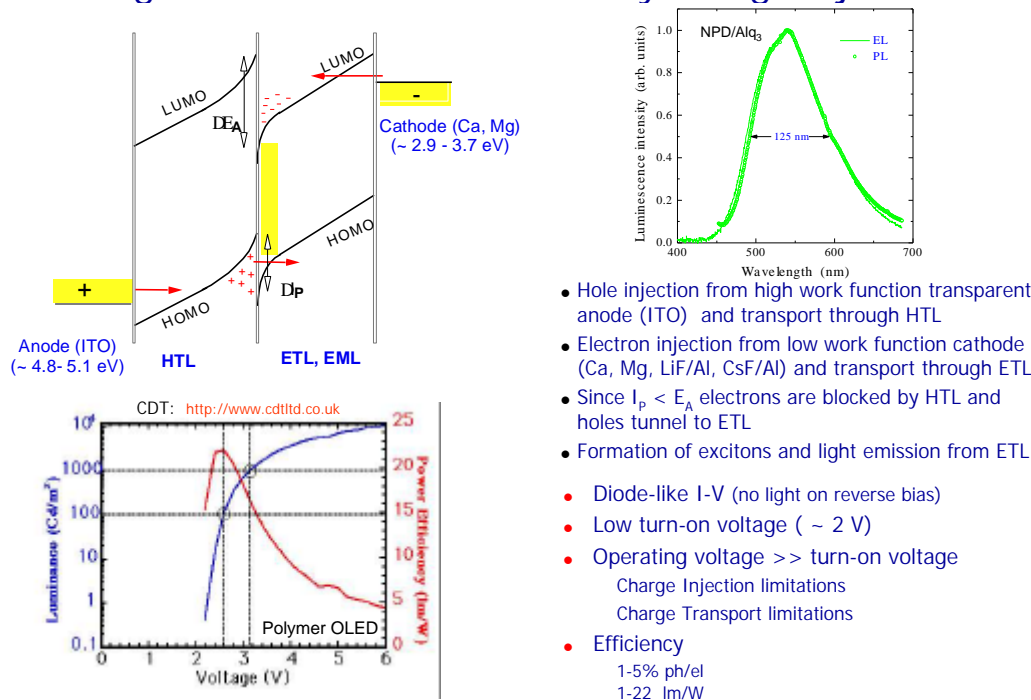 LUMO
LUMO
DEA
-
Cathode (Ca, Mg)
(~ 2.9 - 3.7 eV)
HOMO
DIP
+
HOMO
Anode (ITO)
(~ 4.8- 5.1 eV)
HTL
ETL, EML
NPD/Alq3
EL
PL
125 nm
Luminescence intensity (arb. units)
1.0
0.8
0.6
0.4
0.2
0.0
400
500
600
700
Wavelength (nm)
CDT: http://www.cdtltd.co.uk
Luminance (Cd/m²)
10⁴
1000
100
10
1
0.1
25
20
15
10
5
0
Power Efficiency (lm/W)
Polymer OLED
0
1
2
3
4
5
6
Voltage (V)
• Hole injection from high work function transparent
anode (ITO) and transport through HTL
• Electron injection from low work function cathode
(Ca, Mg, LiF/Al, CsF/Al) and transport through ETL
• Since IP < EA electrons are blocked by HTL and
holes tunnel to ETL
• Formation of excitons and light emission from ETL
• Diode-like I-V (no light on reverse bias)
• Low turn-on voltage ( ~ 2 V)
• Operating voltage >> turn-on voltage
Charge Injection limitations
Charge Transport limitations
• Efficiency
1-5% ph/el
1-22 lm/W